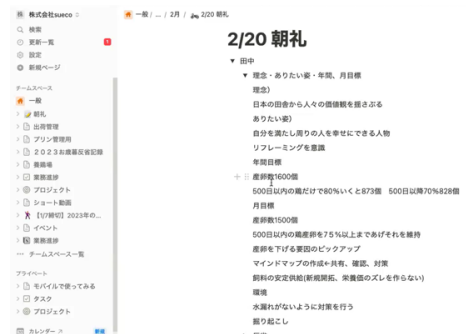 株式会社sueco
検索
更新一覧
1
設定
新規ページ
チームスペース
一般
朝礼
出荷管理
プリン管理用
2023お歳暮反省記録
養鶏場
業務進捗
プロジェクト
ショート動画
【1/7締切】2023年の...
イベント
業務進捗
チームスペース一覧
プライベート
モバイルで使ってみる
タスク
プロジェクト
カレンダー↗
新規
一般 / ... / 2月 / 2/20 朝礼
2/20 朝礼
田中
理念・ありたい姿・年間、月目標
理念）
日本の田舎から人々の価値観を揺さぶる
ありたい姿）
自分を満たし周りの人を幸せにできる人物
リフレーミングを意識
年間目標
産卵数1600個
500日以内の鶏だけで80%いくと873個　500日以降70%828個
月目標
産卵数1500個
500日以内の鶏産卵を7５%以上まであげそれを維持
産卵を下げる要因のピックアップ
マインドマップの作成←共有、確認、対策
飼料の安定供給(新規開拓、栄養価のズレを作らない)
環境
水漏れがないように対策を行う
掘り起こし